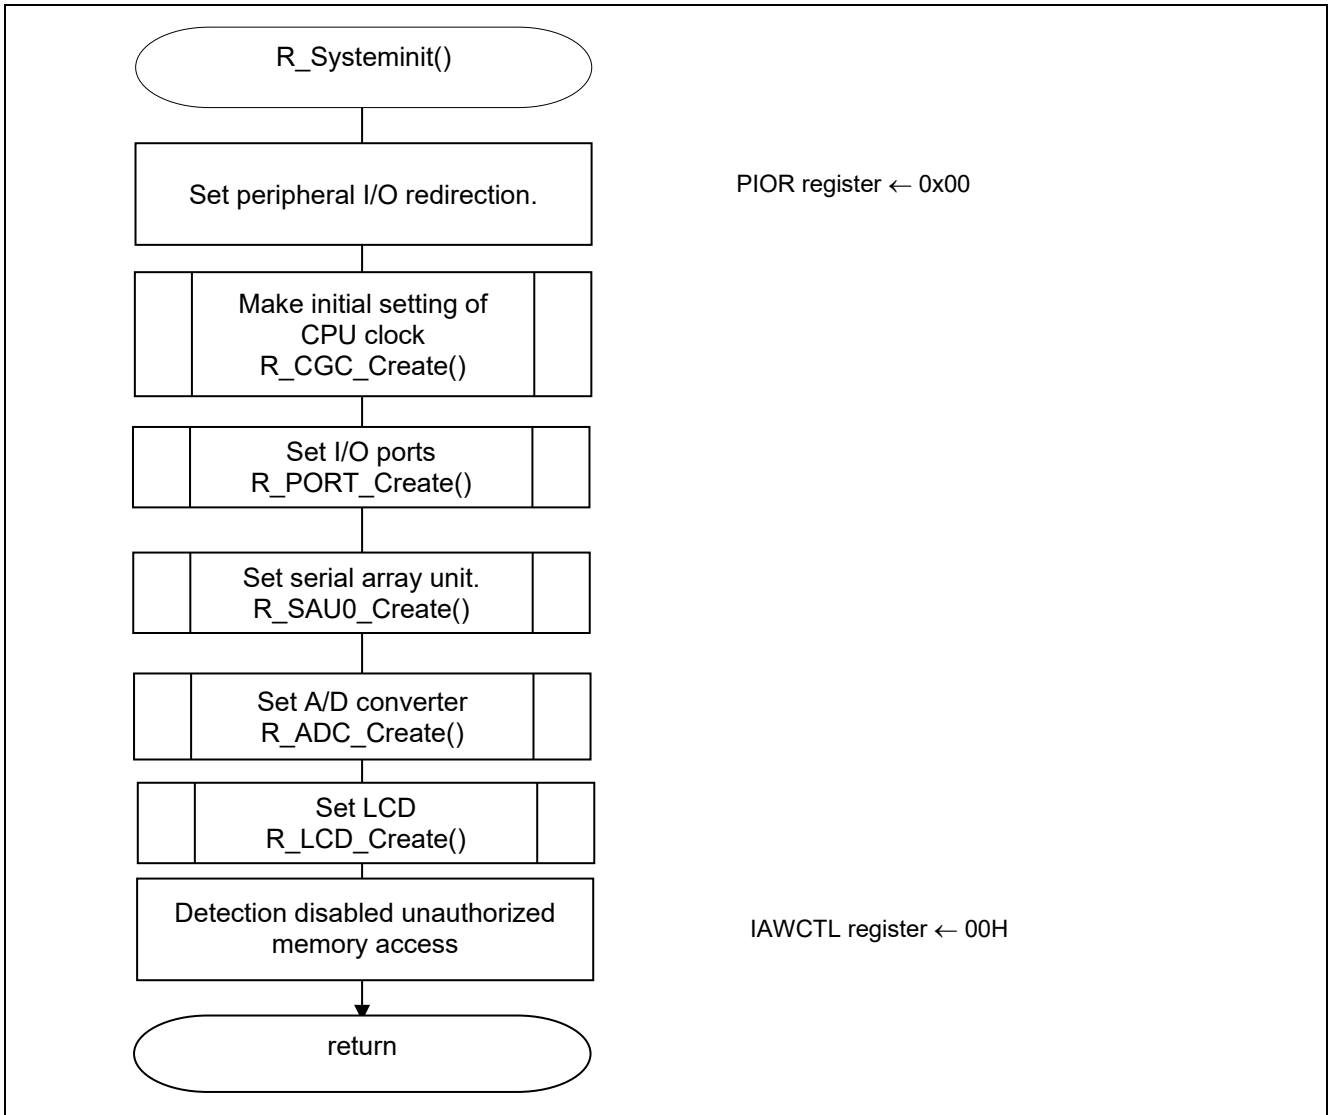 R_Systeminit()
Set peripheral I/O redirection.
PIOR register ← 0x00
Make initial setting of
CPU clock
R_CGC_Create()
Set I/O ports
R_PORT_Create()
Set serial array unit.
R_SAU0_Create()
Set A/D converter
R_ADC_Create()
Set LCD
R_LCD_Create()
Detection disabled unauthorized
memory access
IAWCTL register ← 00H
return